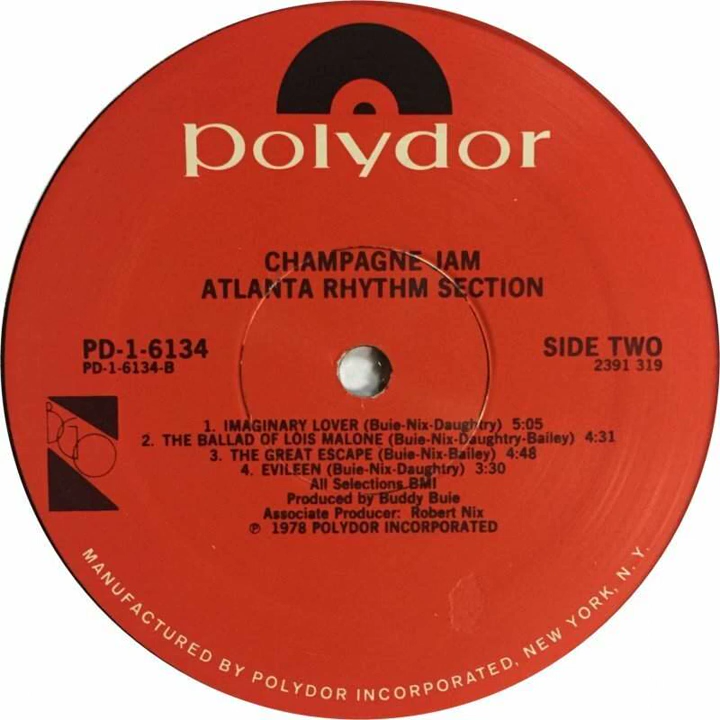 polydor
CHAMPAGNE JAM
ATLANTA RHYTHM SECTION
PD-1-6134
PD-1-6134-B
SIDE TWO
2391 319
1. IMAGINARY LOVER (Buie-Nix-Daughtry) 5:05
2. THE BALLAD OF LOIS MALONE (Buie-Nix-Daughtry-Bailey) 4:31
3. THE GREAT ESCAPE (Buie-Nix-Bailey) 4:48
4. EVILEEN (Buie-Nix-Daughtry) 3:30
All Selections BMI
Produced by Buddy Buie
Associate Producer: Robert Nix
℗ 1978 POLYDOR INCORPORATED
MANUFACTURED BY POLYDOR INCORPORATED, NEW YORK, N.Y.